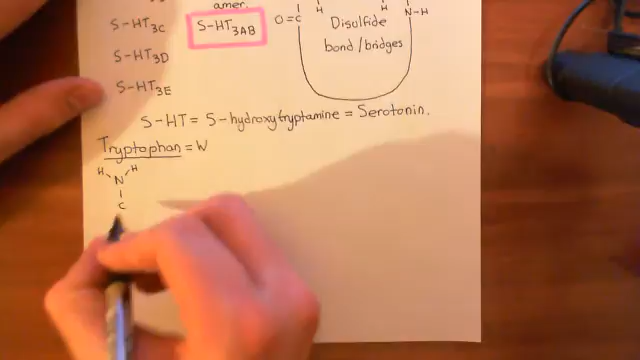 amer.
5-HT3C
5-HT3AB
O=C
H
H
N-H
Disulfide
bond/bridges
5-HT3D
5-HT3E
5-HT = 5-hydroxytryptamine = Serotonin.
Tryptophan = W
H H
N
C